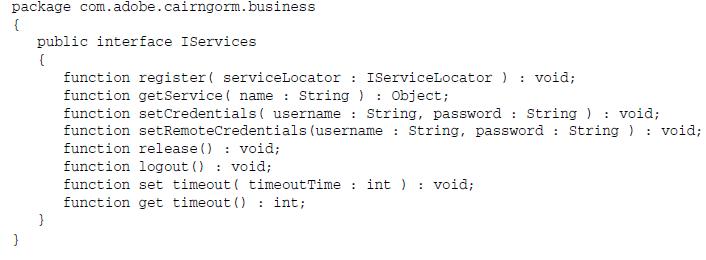 package com.adobe.cairngorm.business
{
public interface IServices
{
function register( serviceLocator : IServiceLocator ) : void;
function getService( name : String ) : Object;
function setCredentials( username : String, password : String ) : void;
function setRemoteCredentials(username : String, password : String ) : void;
function release() : void;
function logout() : void;
function set timeout( timeoutTime : int ) : void;
function get timeout() : int;
}
}